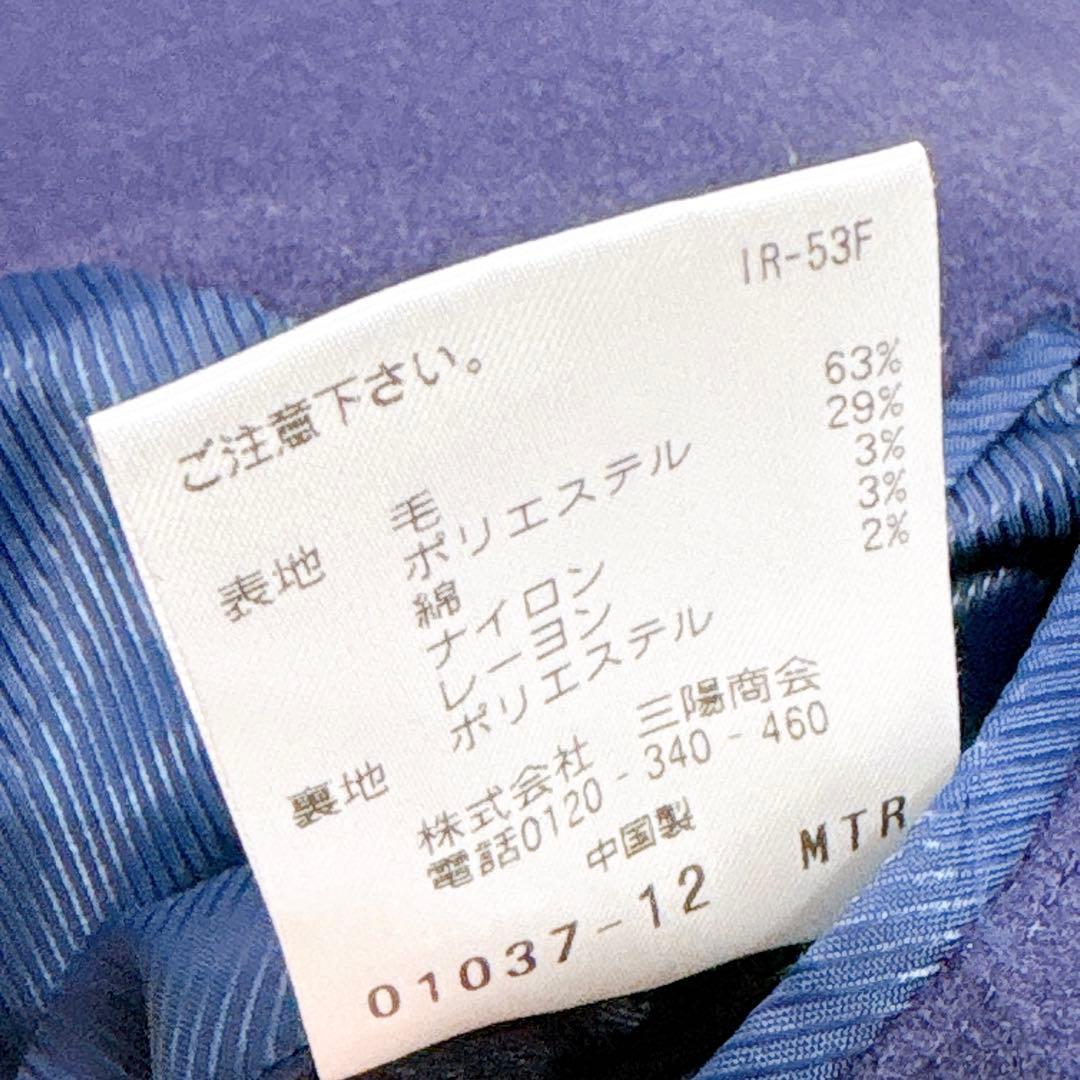 IR-53F
ご注意下さい。
表地 毛 63%
ポリエステル 29%
綿 3%
ナイロン 3%
レーヨン 2%
裏地 ポリエステル
株式会社 三陽商会
電話0120-340-460
中国製
01037-12 MTR